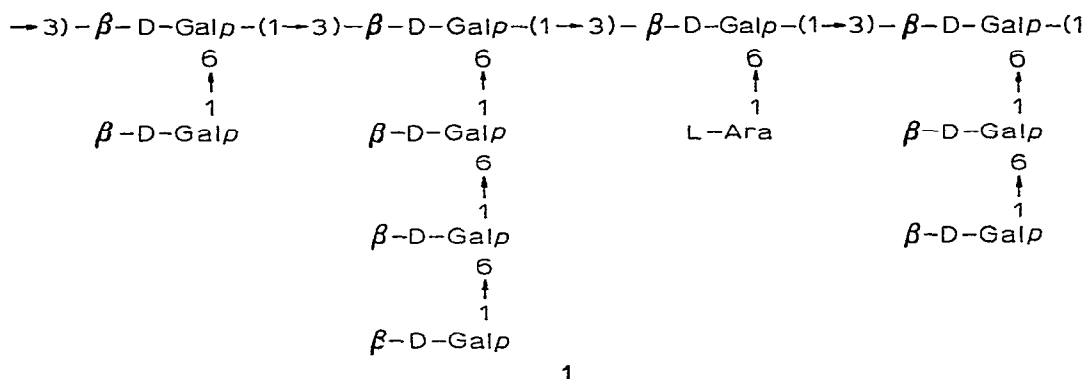 →3)-β-D-Galp-(1→3)-β-D-Galp-(1→3)-β-D-Galp-(1→3)-β-D-Galp-(1
6 6 6 6
↑ ↑ ↑ ↑
1 1 1 1
β-D-Galp β-D-Galp L-Ara β-D-Galp
6 6
↑ ↑
1 1
β-D-Galp β-D-Galp
6
↑
1
β-D-Galp
1